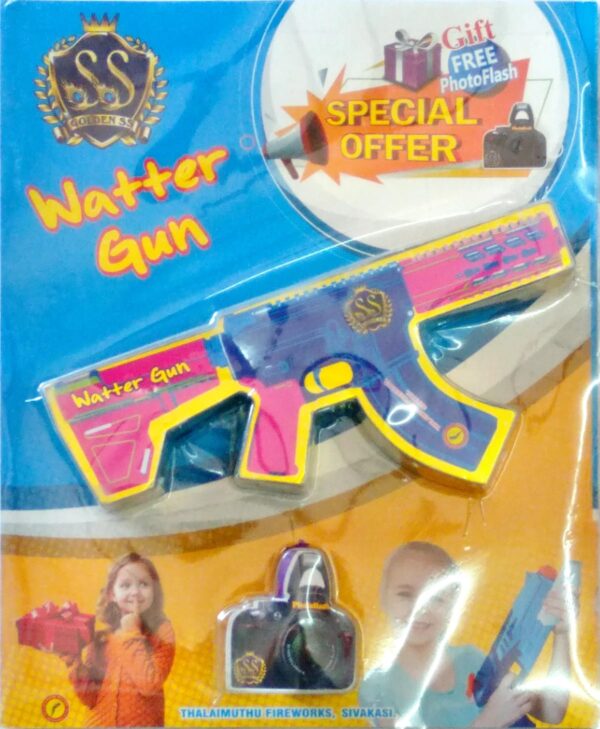 SS
GOLDEN SS
Gift
FREE
PhotoFlash
SPECIAL
OFFER
Watter
Gun
SS
Watter Gun
SS
THALAIMUTHU FIREWORKS, SIVAKASI.